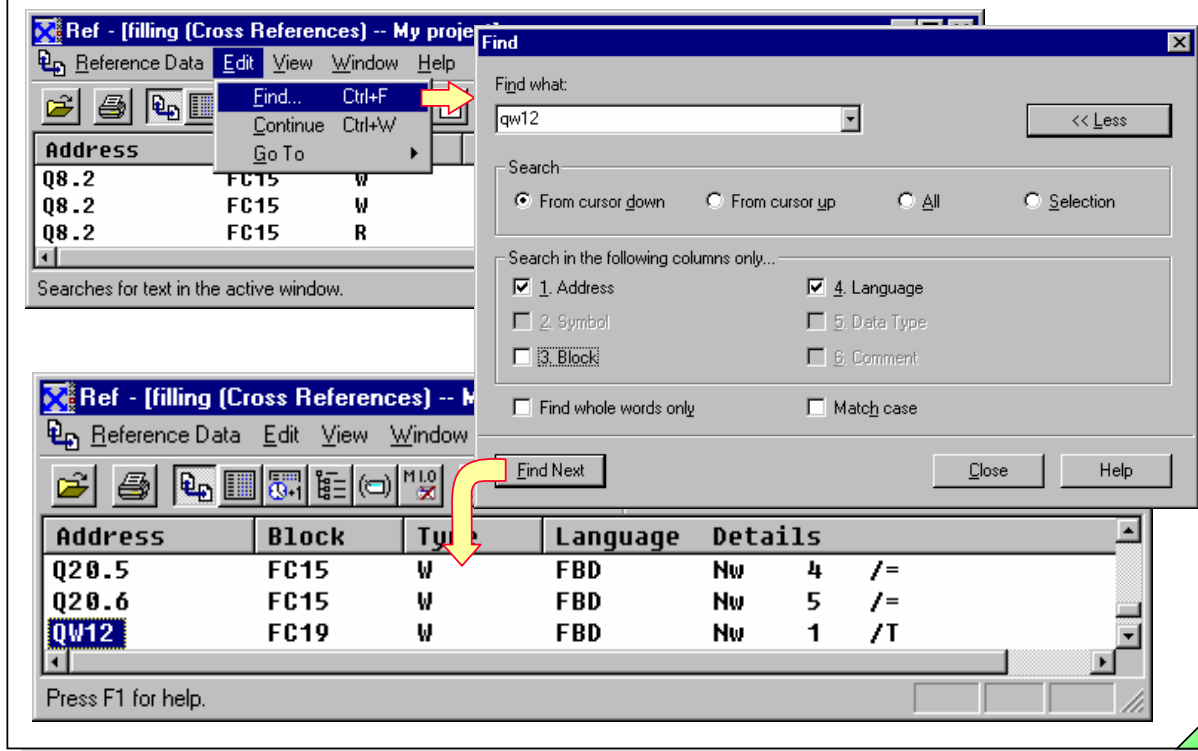 Ref - [filling (Cross References) -- My proje
Reference Data Edit View Window Help
Find... Ctrl+F
Continue Ctrl+W
Go To
Address
Q8.2 FC15 W
Q8.2 FC15 W
Q8.2 FC15 R
Searches for text in the active window.
Find
Find what:
qw12
<< Less
Search
From cursor down From cursor up All Selection
Search in the following columns only...
1. Address 4. Language
2. Symbol 5. Data Type
3. Block 6. Comment
Find whole words only Match case
Find Next Close Help
Ref - [filling (Cross References) -- M
Reference Data Edit View Window
M I.O
Address Block Type Language Details
Q20.5 FC15 W FBD Nw 4 /=
Q20.6 FC15 W FBD Nw 5 /=
QW12 FC19 W FBD Nw 1 /T
Press F1 for help.